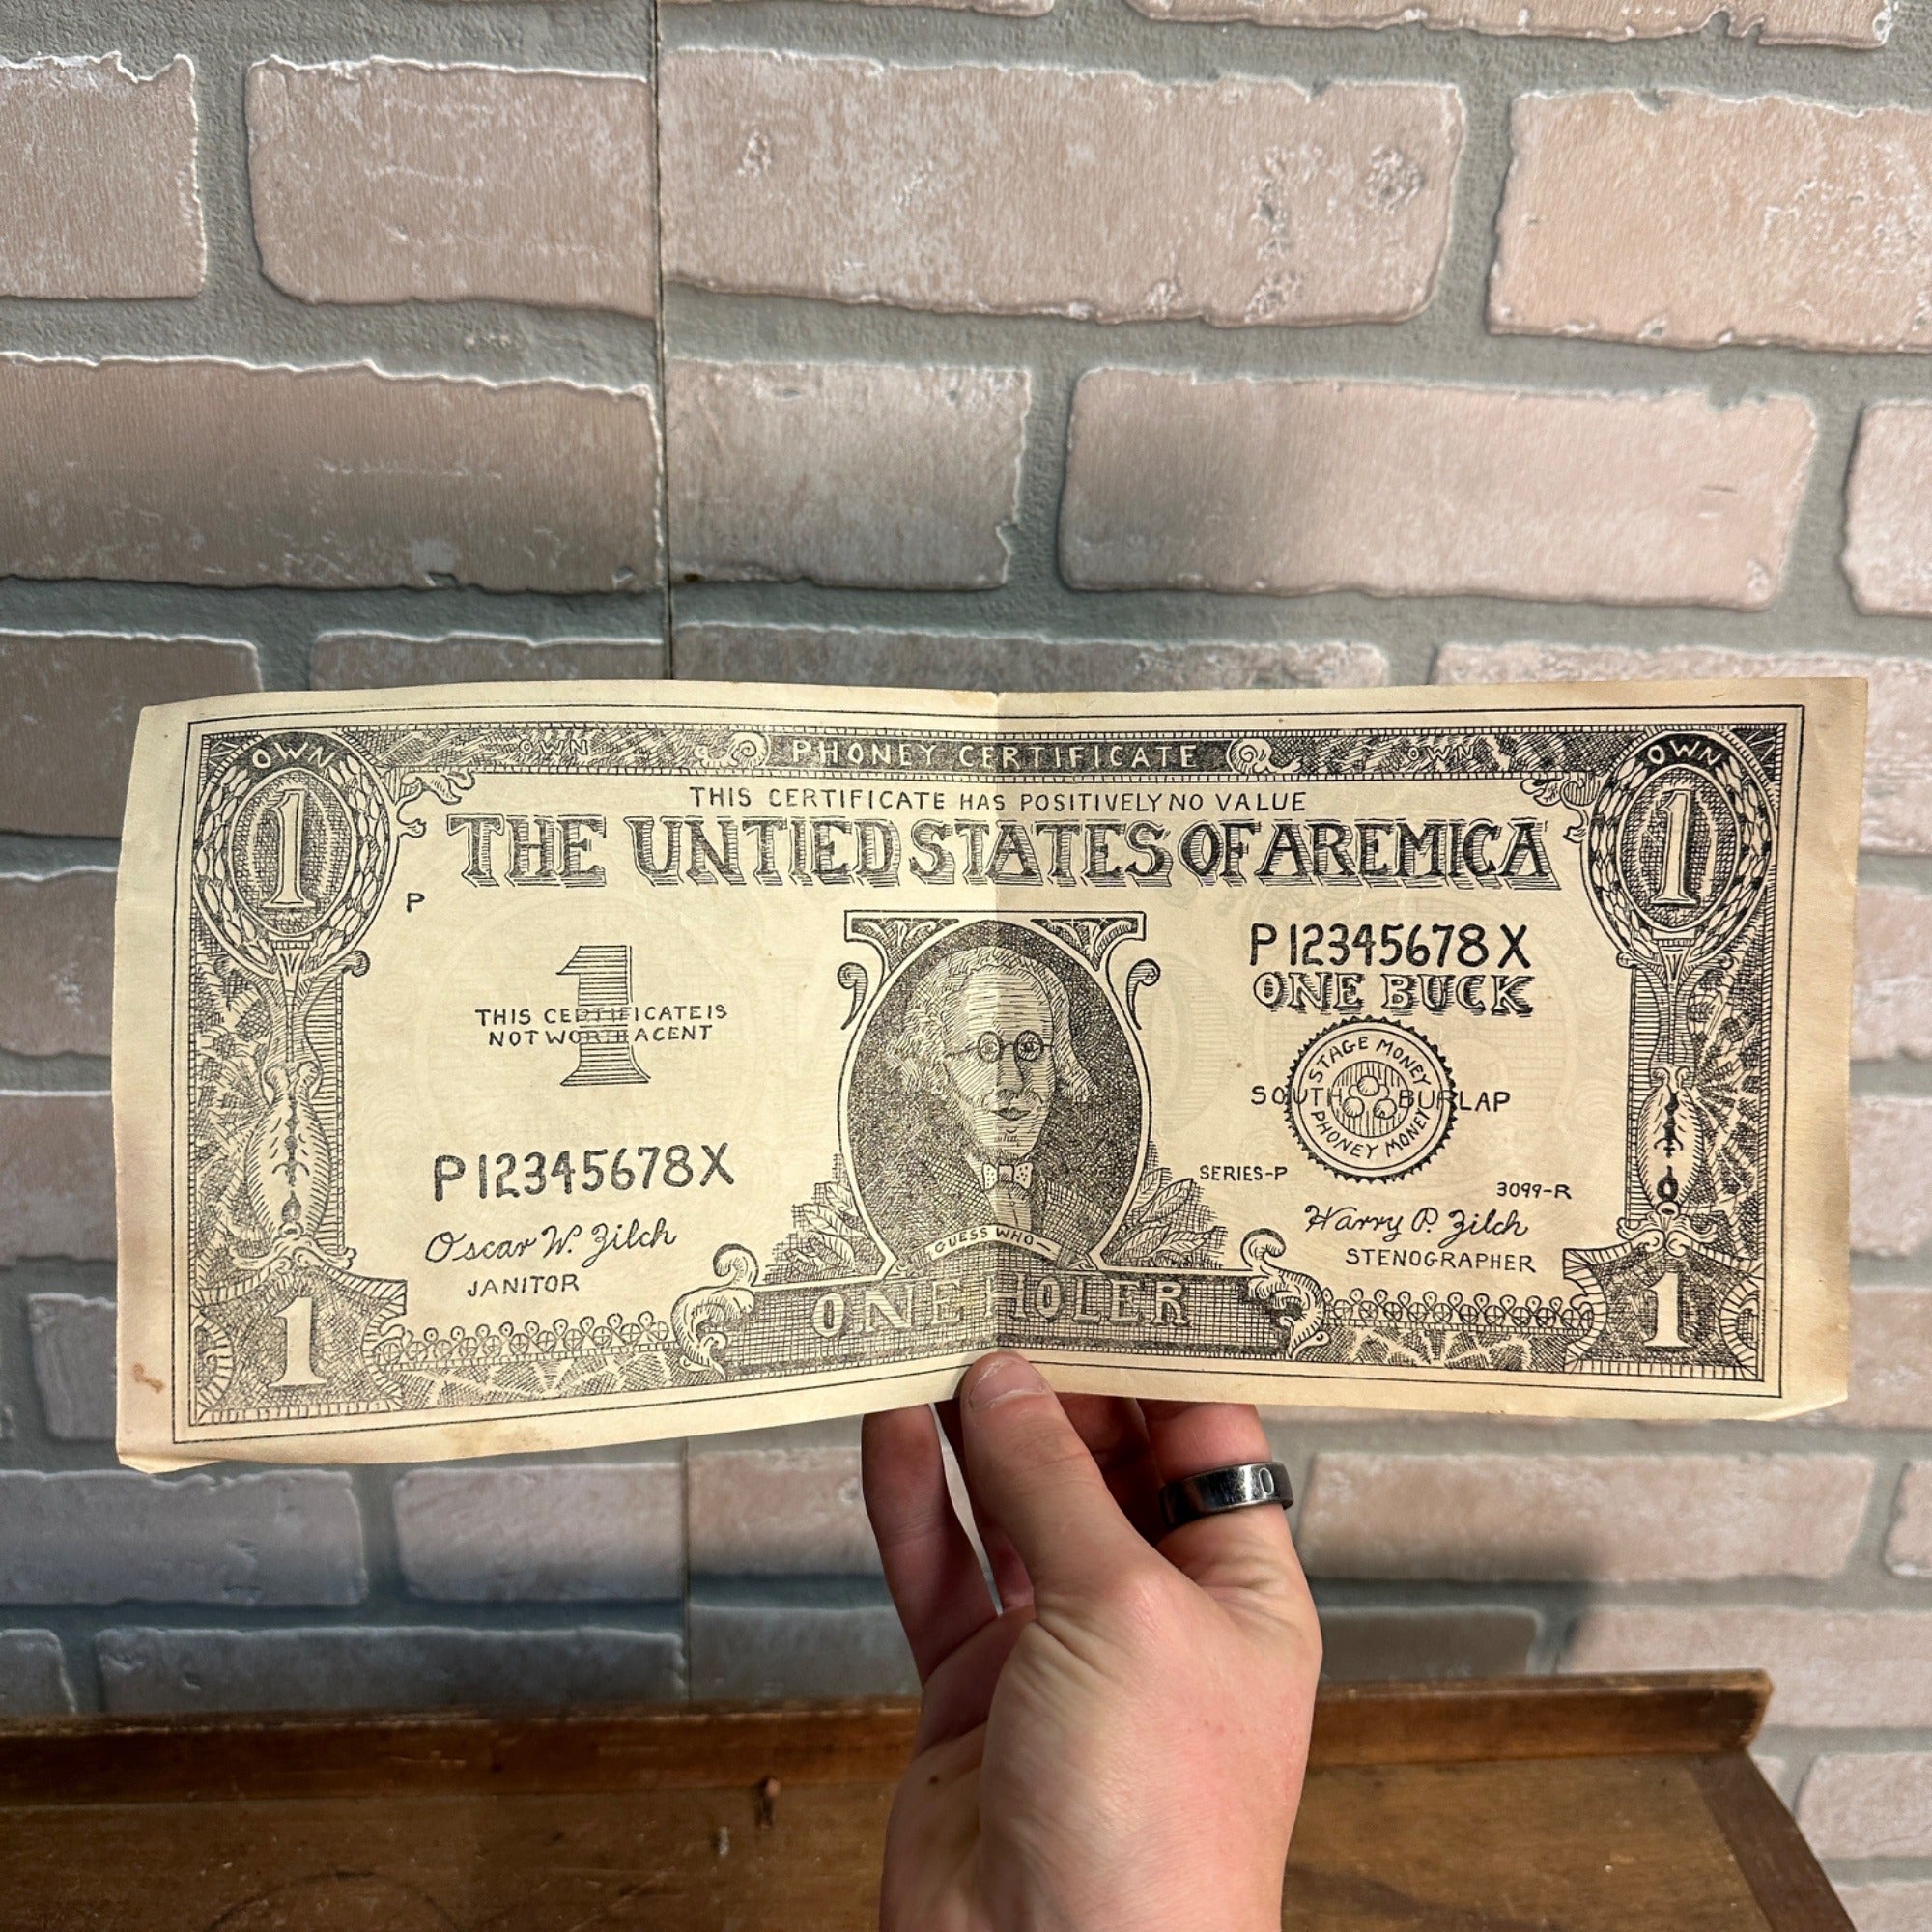 OWN OWN PHONEY CERTIFICATE OWN OWN
1 1
THIS CERTIFICATE HAS POSITIVELY NO VALUE
THE UNTIED STATES OF AREMICA
P
P12345678X
ONE BUCK
1
THIS CERTIFICATE IS
NOT WORTH A CENT
STAGE MONEY
SOUTH BURLAP
PHONEY MONEY
P12345678X
SERIES-P
3099-R
Oscar W. Zilch
JANITOR
Harry P. Zilch
STENOGRAPHER
GUESS WHO—
ONE HOLER
1 1
0